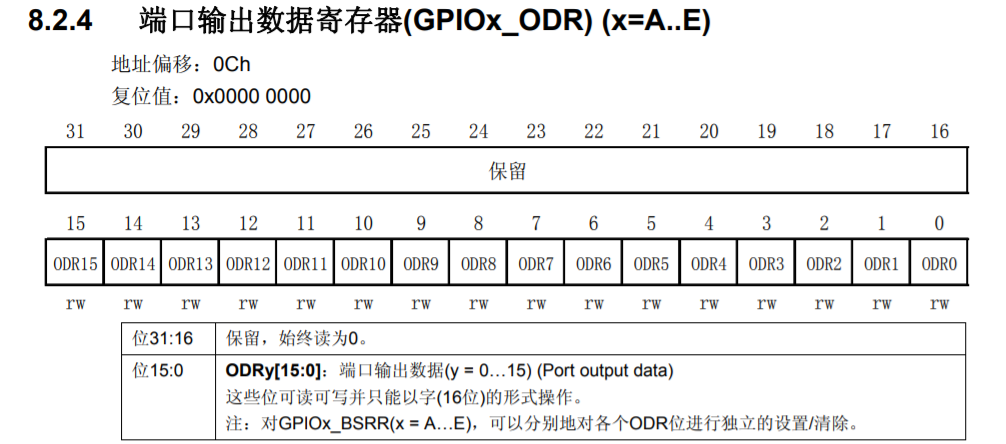 8.2.4 端口输出数据寄存器(GPIOx_ODR) (x=A..E)
地址偏移：0Ch
复位值：0x0000 0000
31 30 29 28 27 26 25 24 23 22 21 20 19 18 17 16
保留
15 14 13 12 11 10 9 8 7 6 5 4 3 2 1 0
ODR15 ODR14 ODR13 ODR12 ODR11 ODR10 ODR9 ODR8 ODR7 ODR6 ODR5 ODR4 ODR3 ODR2 ODR1 ODR0
rw rw rw rw rw rw rw rw rw rw rw rw rw rw rw rw
位31:16 保留，始终读为0。
位15:0 ODRy[15:0]：端口输出数据(y = 0…15) (Port output data)
这些位可读可写并只能以字(16位)的形式操作。
注：对GPIOx_BSRR(x = A…E)，可以分别地对各个ODR位进行独立的设置/清除。